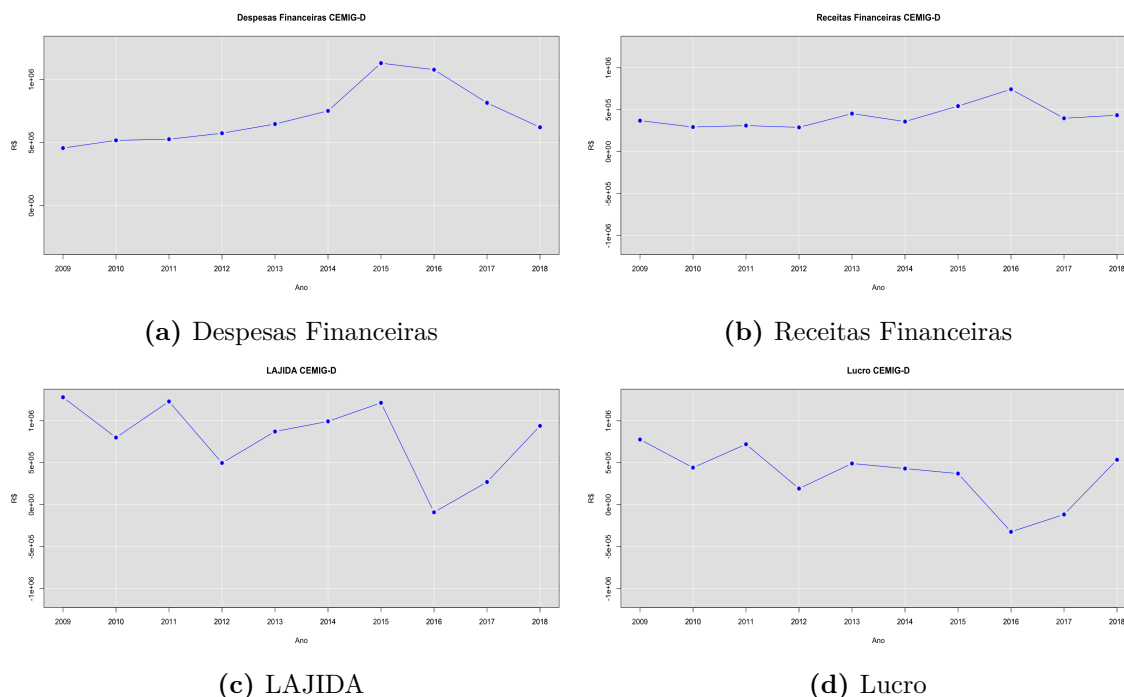 Despesas Financeiras CEMIG-D
R$
1e+06
5e+05
0e+00
2009 2010 2011 2012 2013 2014 2015 2016 2017 2018
Ano
(a) Despesas Financeiras
Receitas Financeiras CEMIG-D
R$
1e+06
5e+05
0e+00
-5e+05
-1e+06
2009 2010 2011 2012 2013 2014 2015 2016 2017 2018
Ano
(b) Receitas Financeiras
LAJIDA CEMIG-D
R$
1e+06
5e+05
0e+00
-5e+05
-1e+06
2009 2010 2011 2012 2013 2014 2015 2016 2017 2018
Ano
(c) LAJIDA
Lucro CEMIG-D
R$
1e+06
5e+05
0e+00
-5e+05
-1e+06
2009 2010 2011 2012 2013 2014 2015 2016 2017 2018
Ano
(d) Lucro